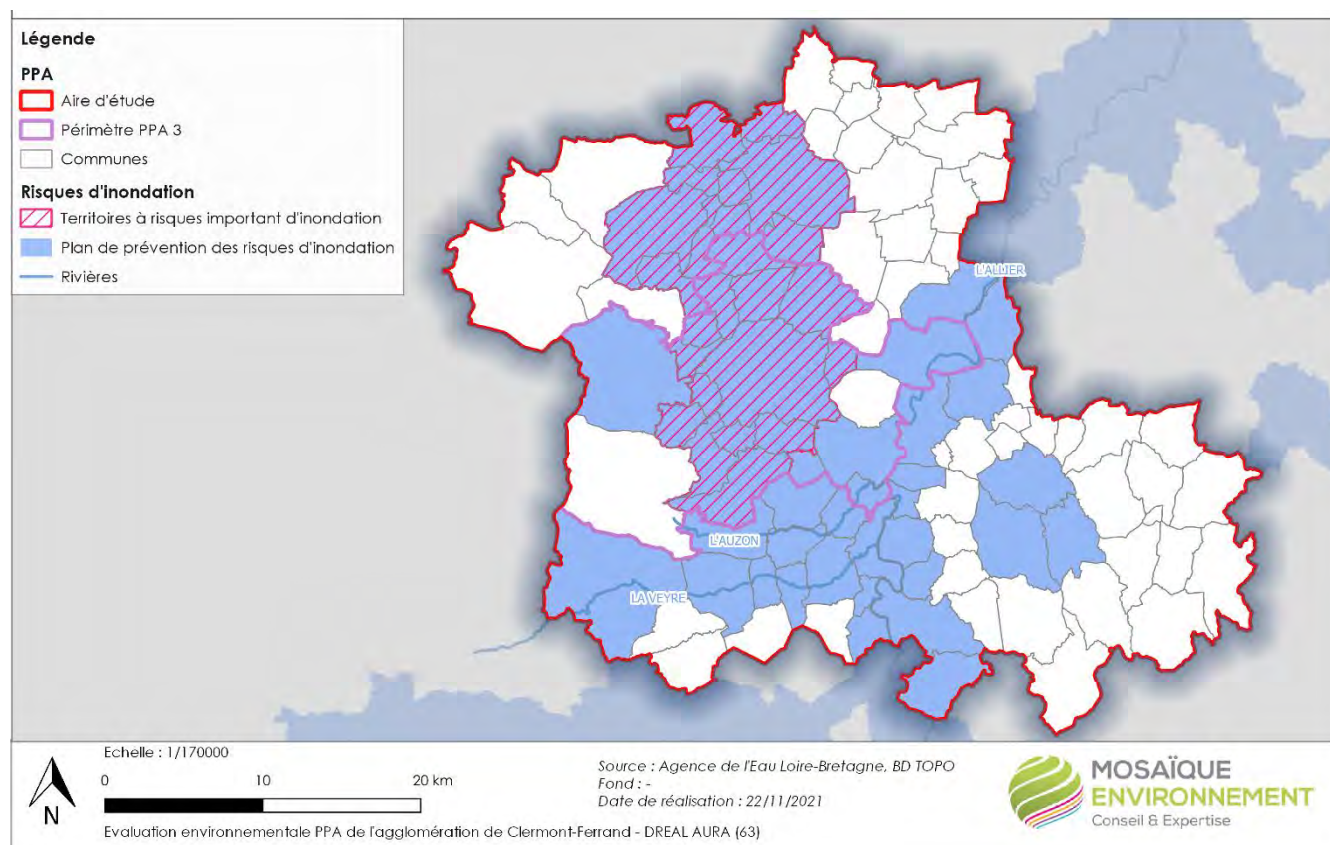 Légende
PPA
Aire d'étude
Périmètre PPA 3
Communes
Risques d'inondation
Territoires à risques important d'inondation
Plan de prévention des risques d'inondation
Rivières
L'ALLIER
L'AUZON
LA VEYRE
Echelle : 1/170000
0 10 20 km
N
Evaluation environnementale PPA de l'agglomération de Clermont-Ferrand - DREAL AURA (63)
Source : Agence de l'Eau Loire-Bretagne, BD TOPO
Fond : -
Date de réalisation : 22/11/2021
MOSAÏQUE
ENVIRONNEMENT
Conseil & Expertise